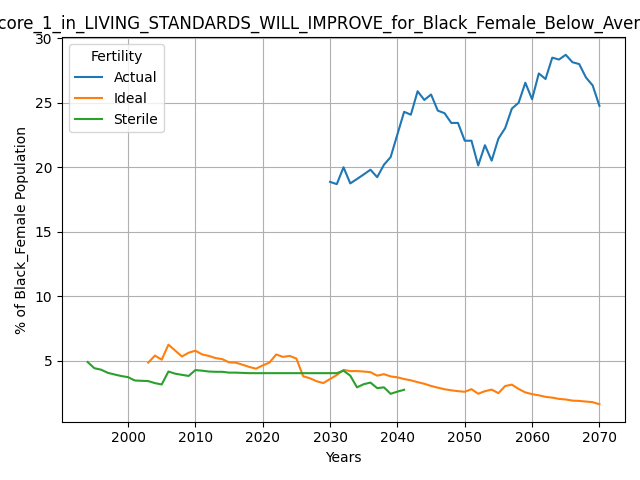 core_1_in_LIVING_STANDARDS_WILL_IMPROVE_for_Black_Female_Below_Aver
30
25
20
15
10
5
% of Black_Female Population
Fertility
Actual
Ideal
Sterile
2000 2010 2020 2030 2040 2050 2060 2070
Years